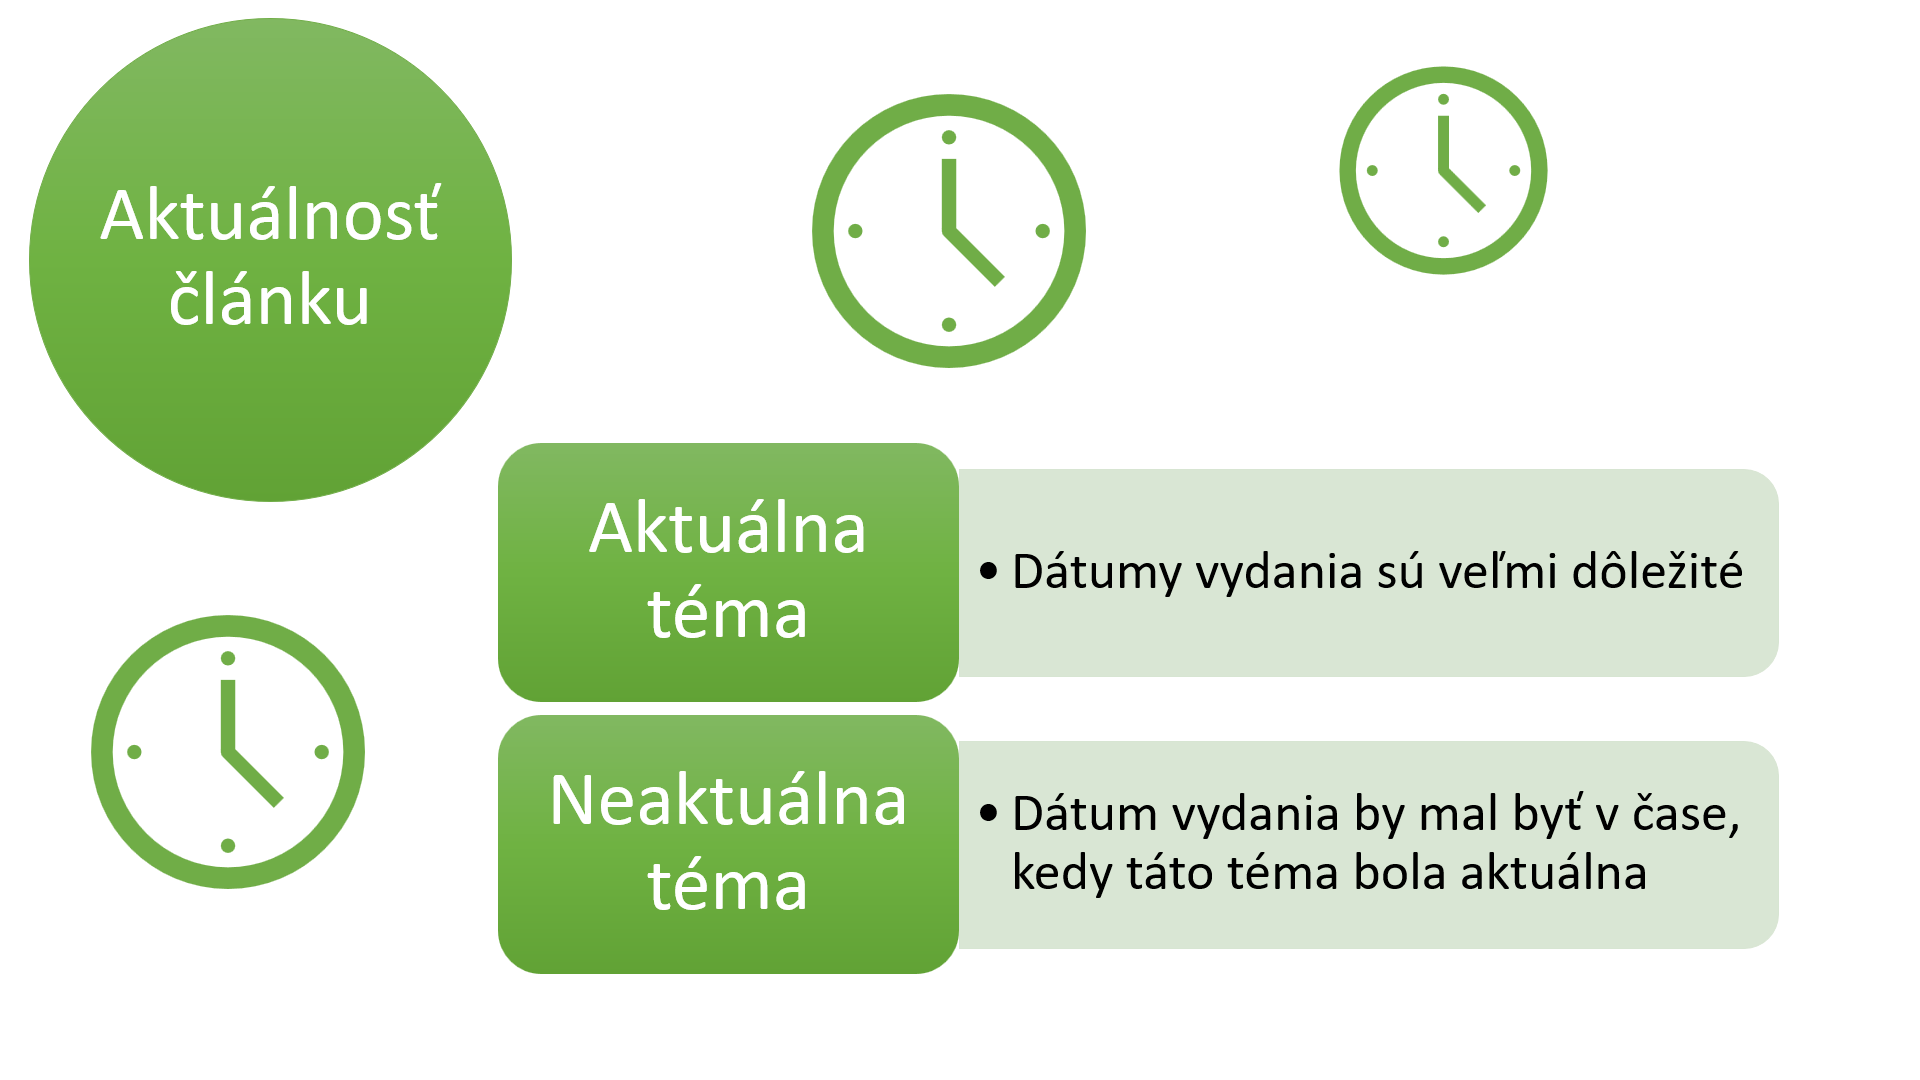 Aktuálnosť
článku
Aktuálna
téma
• Dátumy vydania sú veľmi dôležité
Neaktuálna
téma
• Dátum vydania by mal byť v čase,
kedy táto téma bola aktuálna